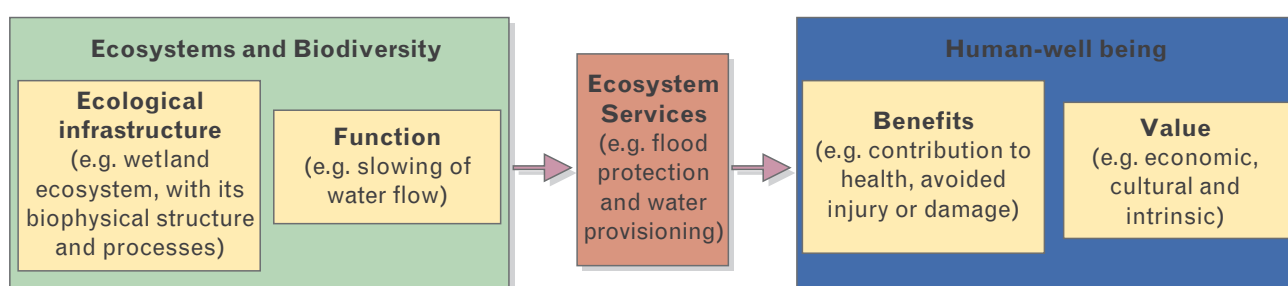 Ecosystems and Biodiversity
Ecological
infrastructure
(e.g. wetland
ecosystem, with its
biophysical structure
and processes)
Function
(e.g. slowing of
water flow)
Ecosystem
Services
(e.g. flood
protection
and water
provisioning)
Human-well being
Benefits
(e.g. contribution to
health, avoided
injury or damage)
Value
(e.g. economic,
cultural and
intrinsic)